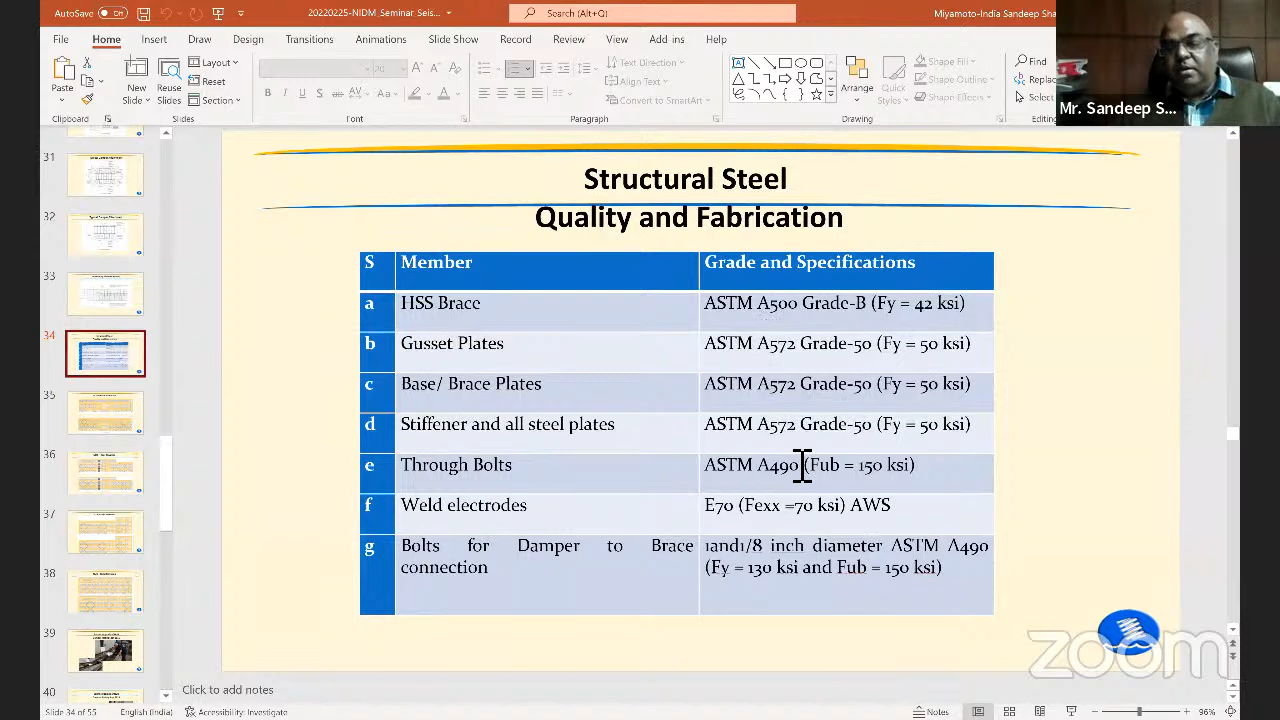 AutoSave Off 20220225-NIDM_Seminar_Seis... Search (Alt+Q) Miyamoto-India Sandeep Sha
File Home Insert Draw Design Transitions Animations Slide Show Record Review View Add-ins Help
Paste
New Slide
Reuse Slides
Layout
Reset
Section
Text Direction
Align Text
Convert to SmartArt
Arrange
Quick Styles
Shape Fill
Shape Outline
Shape Effects
Find
Replace
Select
Clipboard Slides Font Paragraph Drawing Editing
Mr. Sandeep S...
31
32
33
34
35
36
37
38
39
40
Structural Steel
Quality and Fabrication
S Member Grade and Specifications
a HSS Brace ASTM A500 Grade-B (Fy = 42 ksi)
b Gusset Plates ASTM A572 Grade-50 (Fy = 50 ksi)
c Base/ Brace Plates ASTM A572 Grade-50 (Fy = 50 ksi)
d Stiffener and all steel plates ASTM A572 Grade-50 (Fy = 50 ksi)
e Through Bolts ASTM A490 (Fub = 150 ksi)
f Weld electrodes E70 (Fexx =70 ksi) AWS
g Bolts for Damper to Brace connection 1and1/8 inch diameter ASTM A490 (Fy = 130 ksi and Fub = 150 ksi)
zoom
Click to add notes
Slide 34 of 55 English (India) Accessibility: Investigate Notes 96%